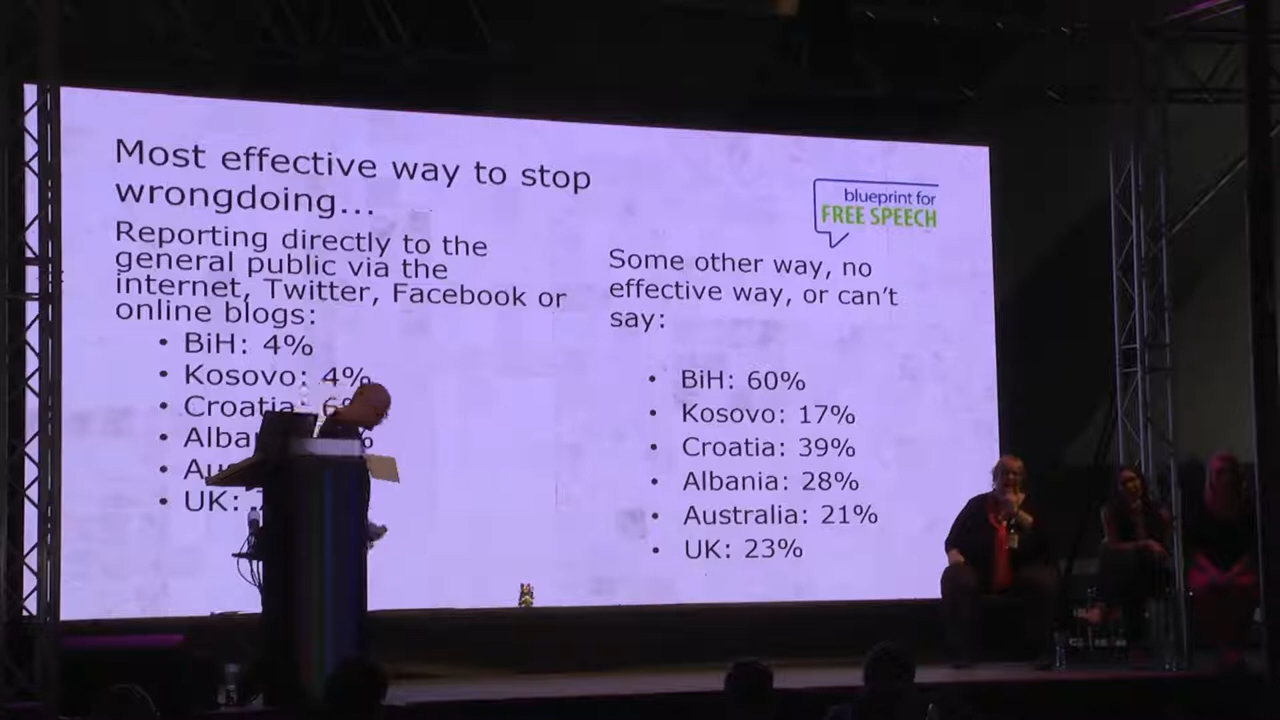 Most effective way to stop
wrongdoing...
Reporting directly to the
general public via the
internet, Twitter, Facebook or
online blogs:
• BiH: 4%
• Kosovo: 4%
• Croatia:
•
•
• UK:
blueprint for
FREE SPEECH
Some other way, no
effective way, or can't
say:
• BiH: 60%
• Kosovo: 17%
• Croatia: 39%
• Albania: 28%
• Australia: 21%
• UK: 23%